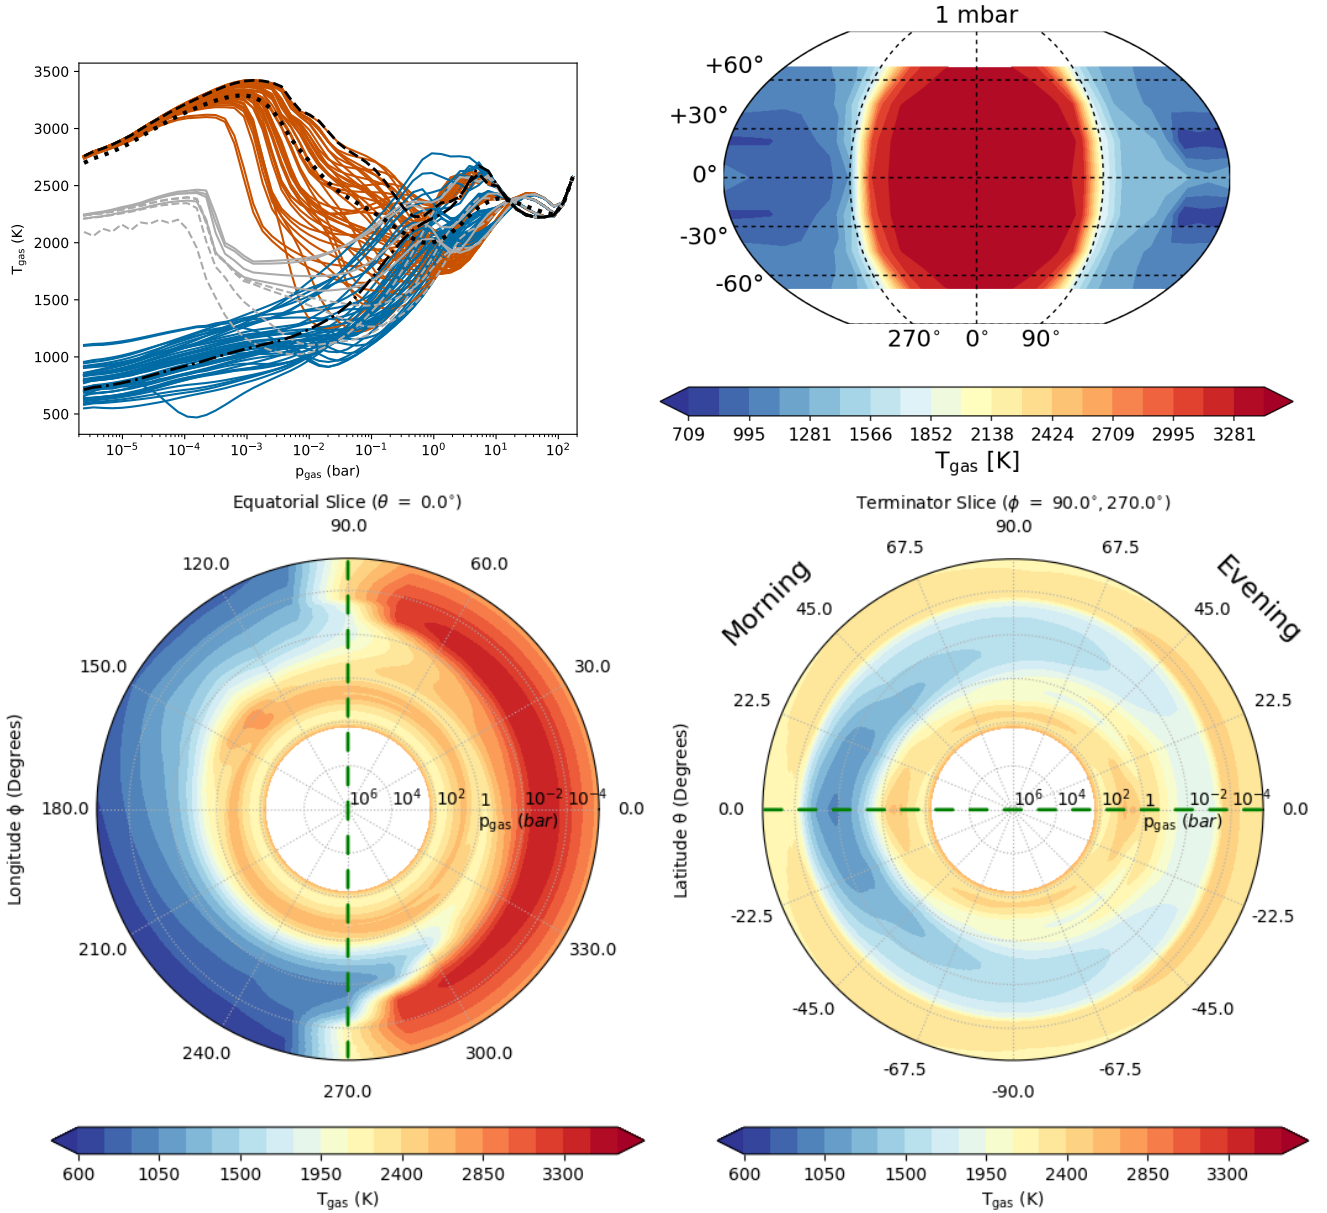 3500
3000
2500
2000
1500
1000
500
T_gas (K)
10⁻⁵ 10⁻⁴ 10⁻³ 10⁻² 10⁻¹ 10⁰ 10¹ 10²
p_gas (bar)
1 mbar
+60°
+30°
0°
-30°
-60°
270° 0° 90°
709 995 1281 1566 1852 2138 2424 2709 2995 3281
T_gas [K]
Equatorial Slice (θ = 0.0°)
90.0
120.0 60.0
150.0 30.0
180.0 0.0
210.0 330.0
240.0 300.0
270.0
10⁶ 10⁴ 10² 1 10⁻² 10⁻⁴
p_gas (bar)
Longitude ϕ (Degrees)
600 1050 1500 1950 2400 2850 3300
T_gas (K)
Terminator Slice (ϕ = 90.0°, 270.0°)
90.0
67.5 67.5
Morning
Evening
45.0 45.0
22.5 22.5
0.0 0.0
-22.5 -22.5
-45.0 -45.0
-67.5 -67.5
-90.0
10⁶ 10⁴ 10² 1 10⁻² 10⁻⁴
p_gas (bar)
Latitude θ (Degrees)
600 1050 1500 1950 2400 2850 3300
T_gas (K)